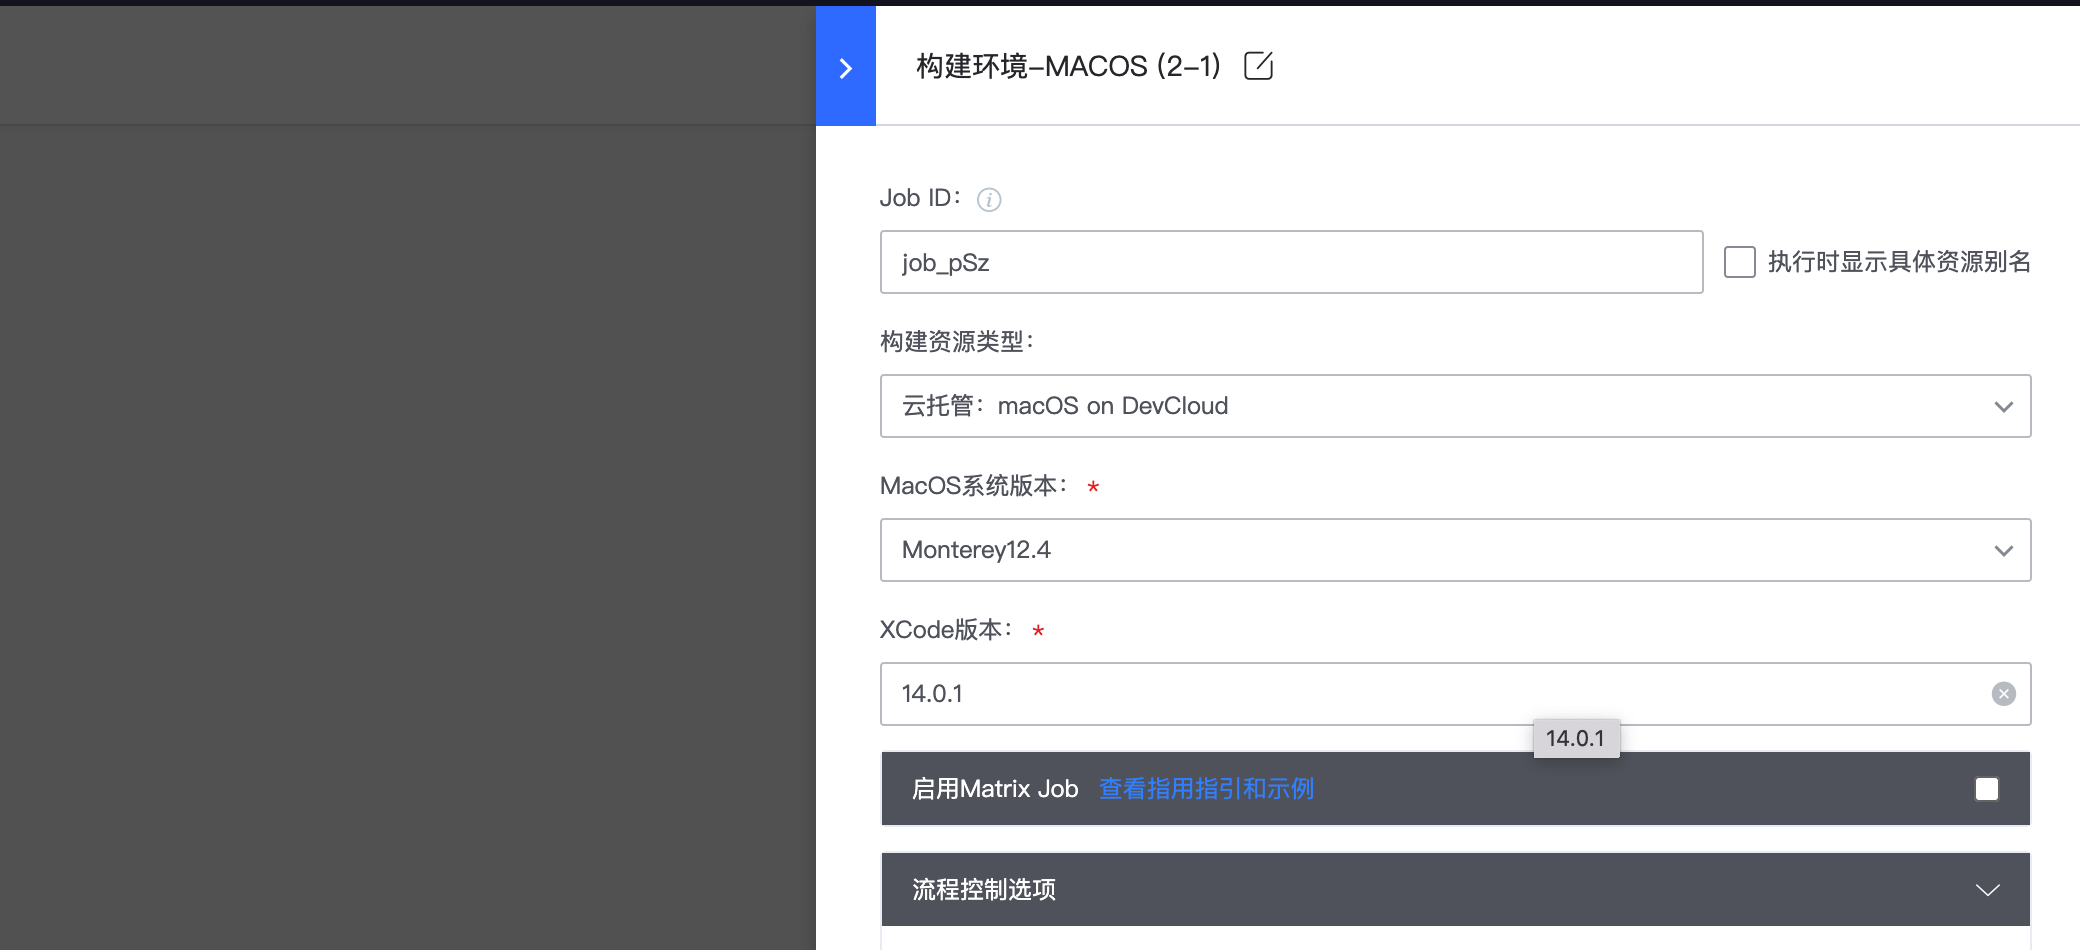 构建环境-MACOS (2-1)
Job ID：
job_pSz
执行时显示具体资源别名
构建资源类型：
云托管：macOS on DevCloud
MacOS系统版本： *
Monterey12.4
XCode版本： *
14.0.1
14.0.1
启用Matrix Job 查看指用指引和示例
流程控制选项